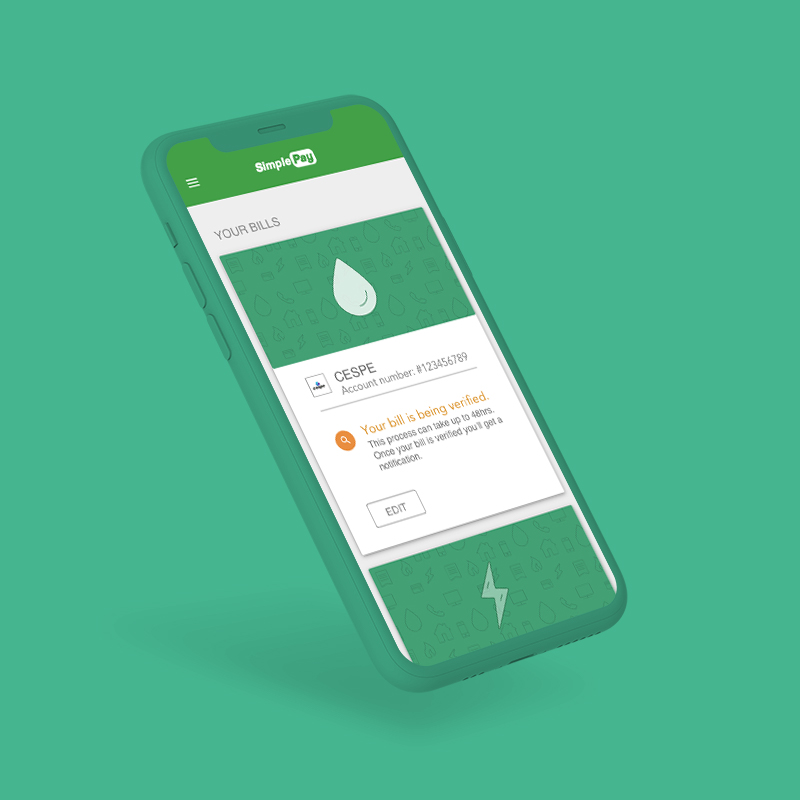 SimplePay
YOUR BILLS
CESPE
Account number: #123456789
Your bill is being verified.
This process can take up to 48hrs.
Once your bill is verified you'll get a
notification.
EDIT